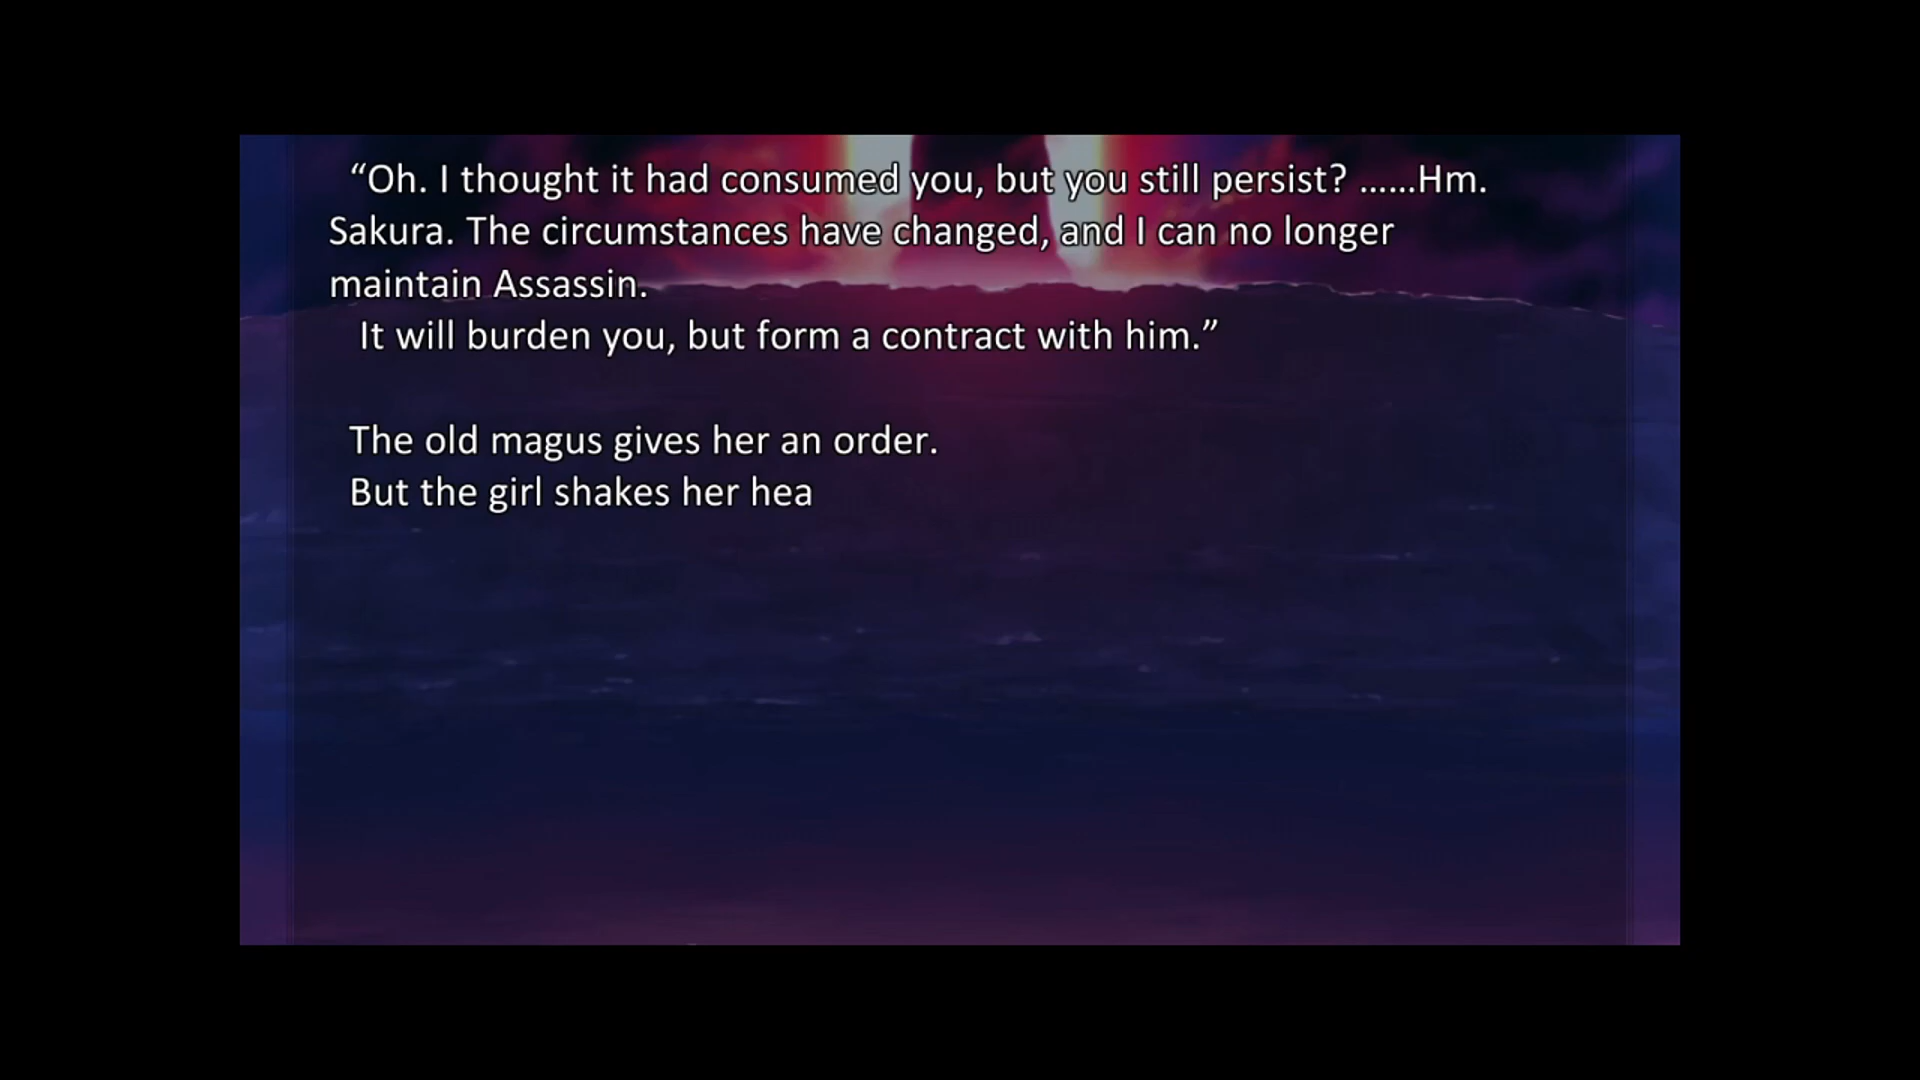 “Oh. I thought it had consumed you, but you still persist? ......Hm.
Sakura. The circumstances have changed, and I can no longer
maintain Assassin.
It will burden you, but form a contract with him.”
The old magus gives her an order.
But the girl shakes her hea